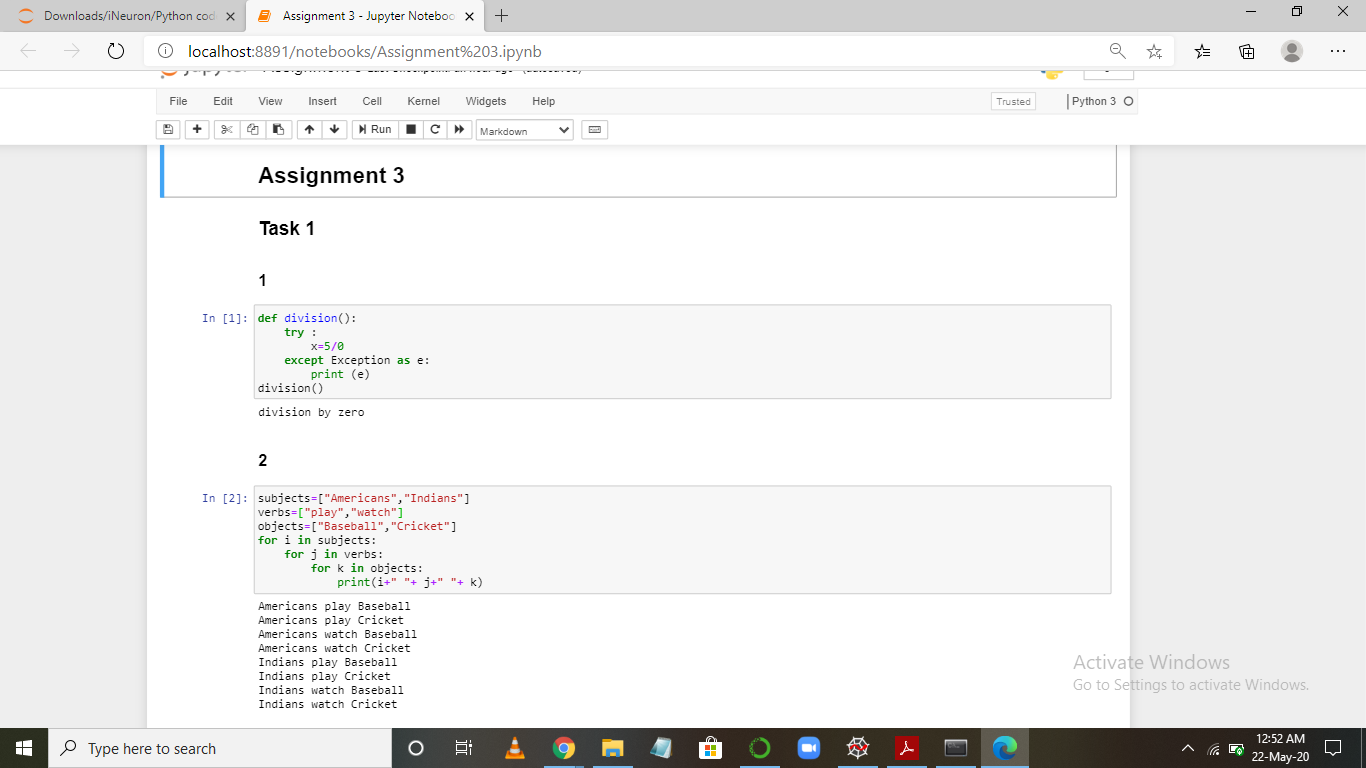 Downloads/iNeuron/Python cod
Assignment 3 - Jupyter Noteboo
localhost:8891/notebooks/Assignment%203.ipynb
File Edit View Insert Cell Kernel Widgets Help
Trusted
Python 3
Run
Markdown
Assignment 3
Task 1
1
In [1]:
def division():
    try :
        x=5/0
    except Exception as e:
        print (e)
division()
division by zero
2
In [2]:
subjects=["Americans","Indians"]
verbs=["play","watch"]
objects=["Baseball","Cricket"]
for i in subjects:
    for j in verbs:
        for k in objects:
            print(i+" "+ j+" "+ k)
Americans play Baseball
Americans play Cricket
Americans watch Baseball
Americans watch Cricket
Indians play Baseball
Indians play Cricket
Indians watch Baseball
Indians watch Cricket
Activate Windows
Go to Settings to activate Windows.
Type here to search
12:52 AM
22-May-20